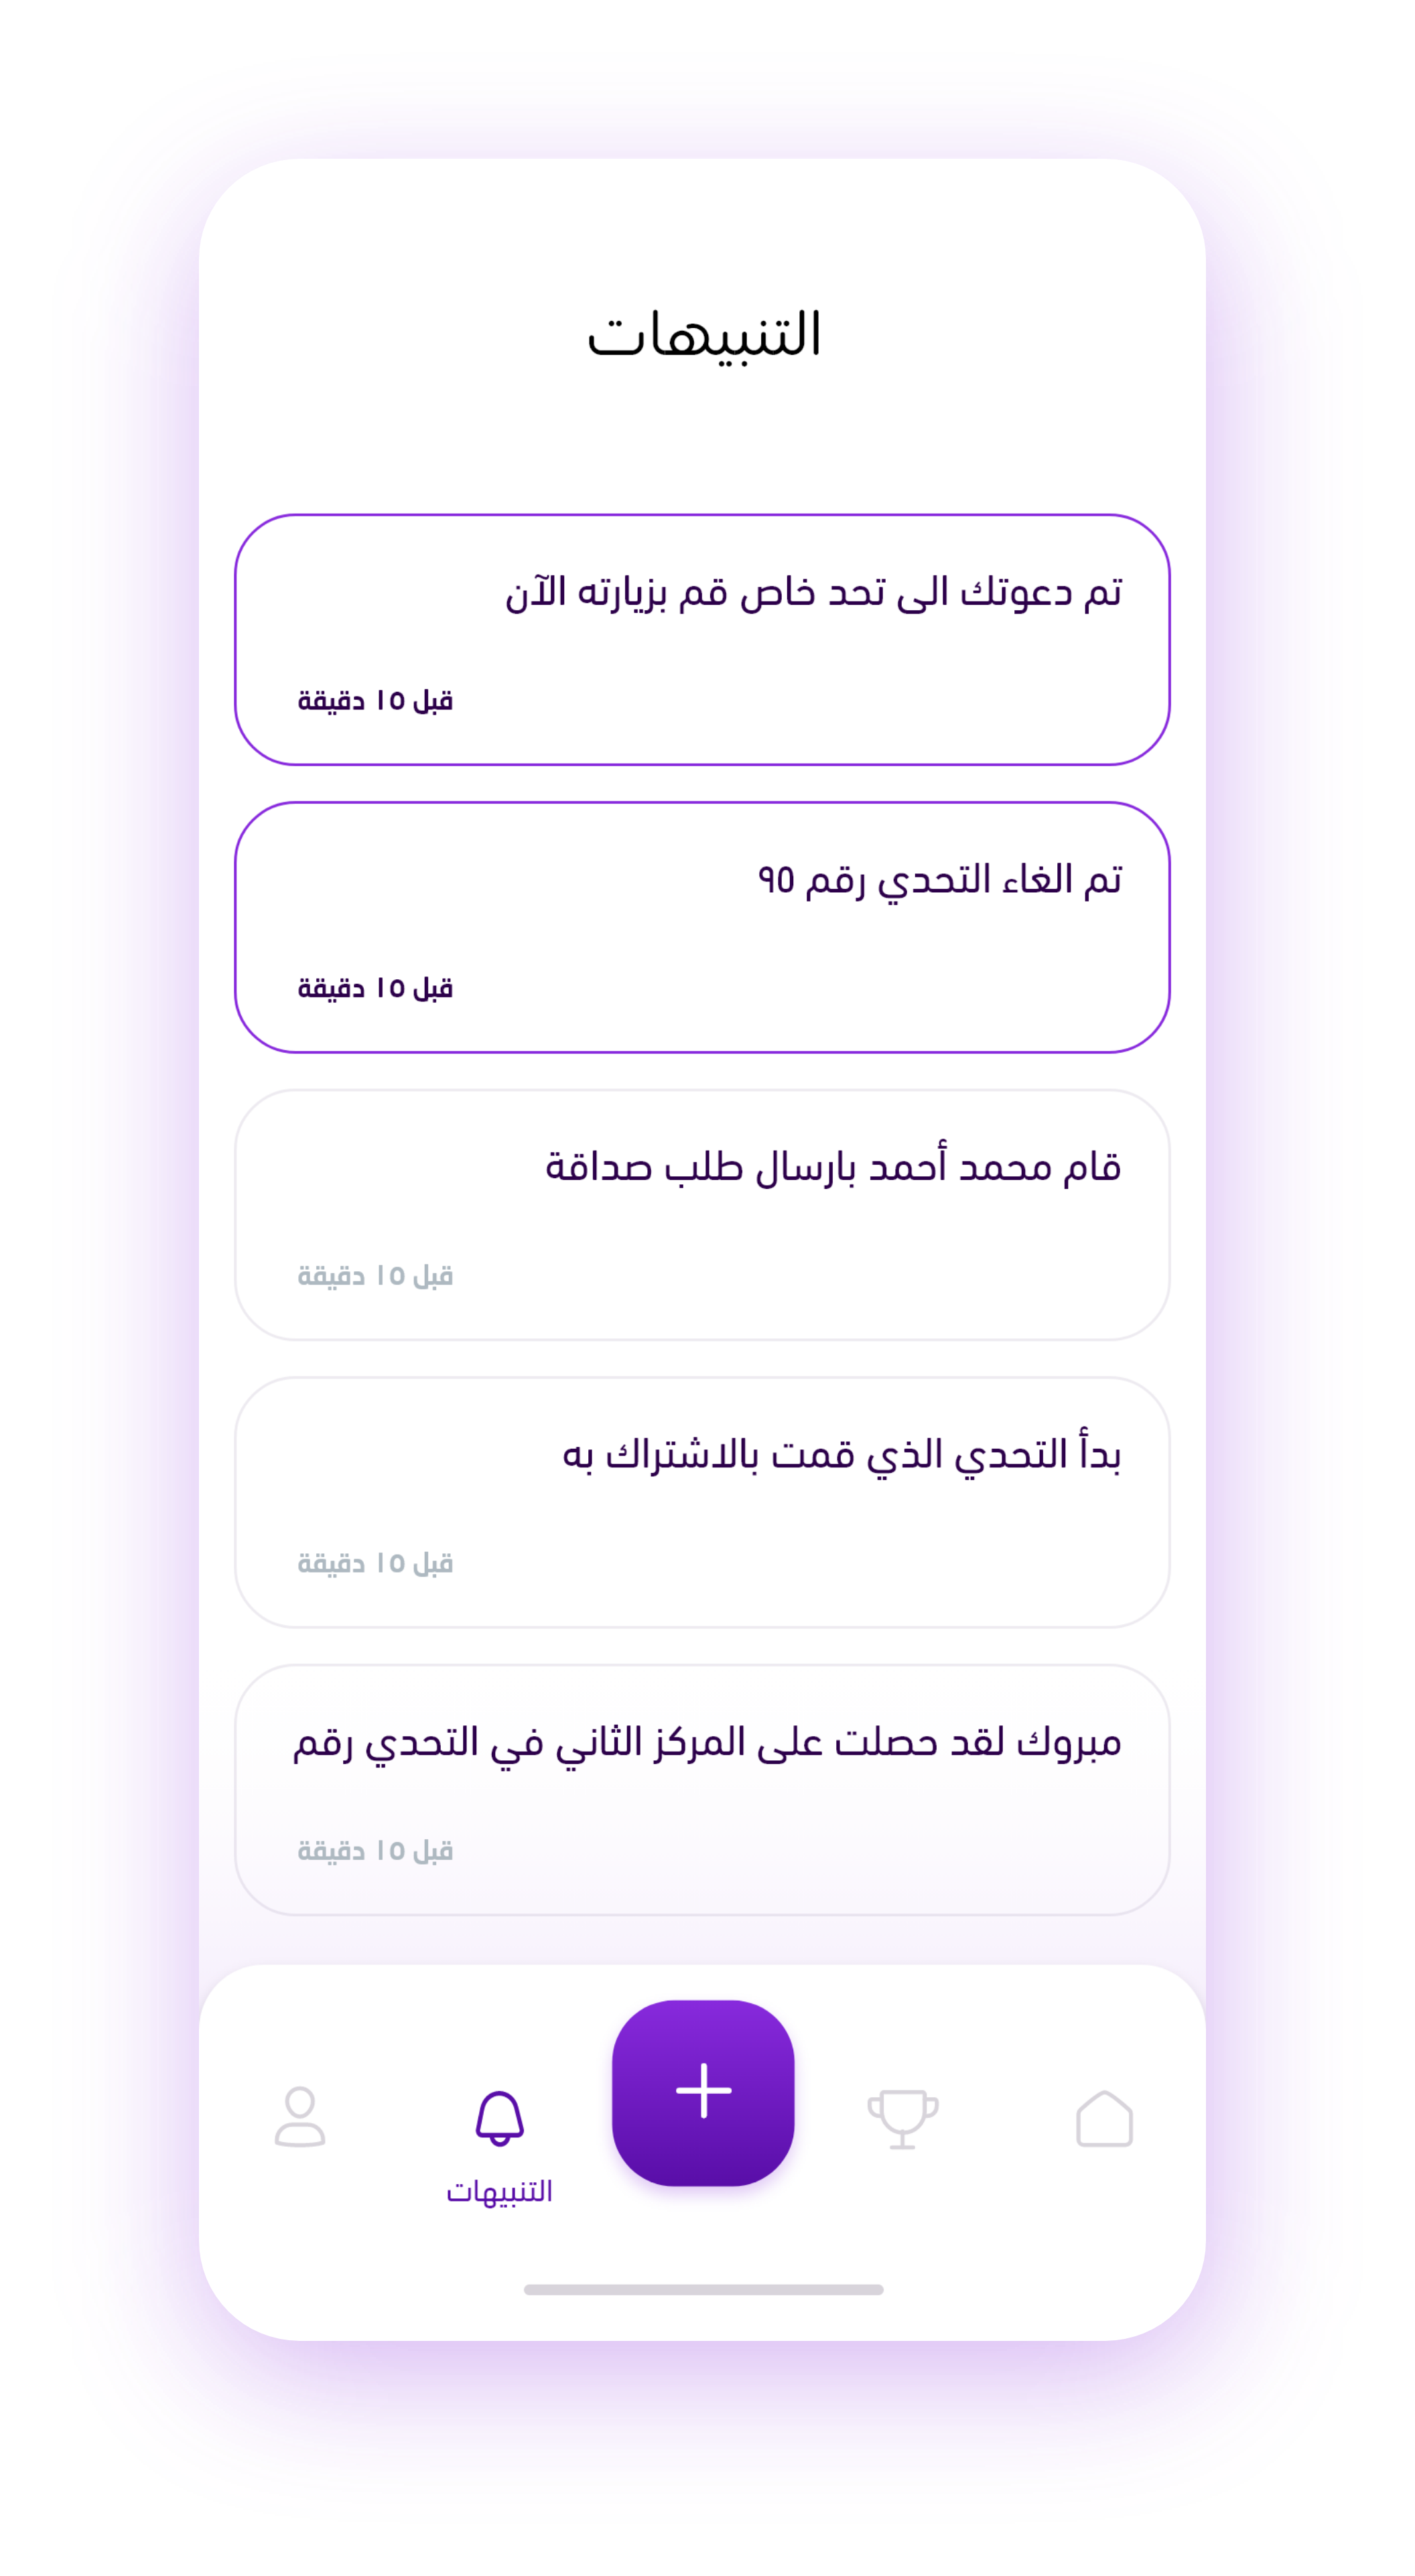 التنبيهات
تم دعوتك الى تحد خاص قم بزيارته الآن
قبل ١٥ دقيقة
تم الغاء التحدي رقم ٩٥
قبل ١٥ دقيقة
قام محمد أحمد بارسال طلب صداقة
قبل ١٥ دقيقة
بدأ التحدي الذي قمت بالاشتراك به
قبل ١٥ دقيقة
مبروك لقد حصلت على المركز الثاني في التحدي رقم
قبل ١٥ دقيقة
التنبيهات